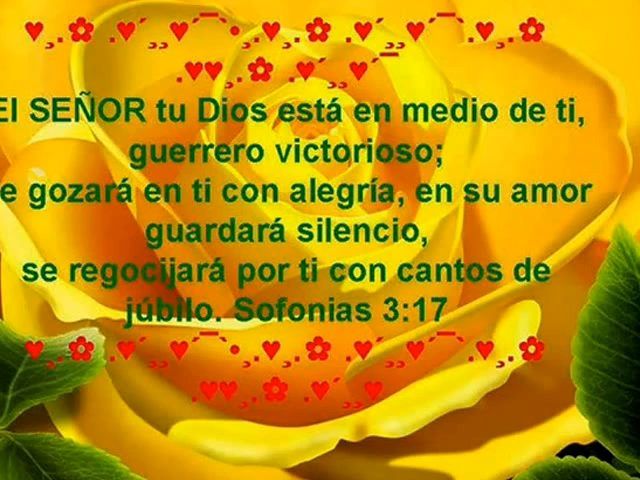 ♥¸.✿ .♥´¸¸♥´¯`•¸.♥¸.✿ .♥´¸¸♥´¯`.♥¸.✿
.♥♥¸.✿ .♥´¸¸♥´¯
El SEÑOR tu Dios está en medio de ti,
guerrero victorioso;
e gozará en ti con alegría, en su amor
guardará silencio,
se regocijará por ti con cantos de
júbilo. Sofonias 3:17
♥¸.✿ .♥´¸¸♥´¯`•¸.♥¸.✿ .♥´¸¸♥´¯`.♥¸.✿
.♥♥¸.✿ .♥´¸¸♥